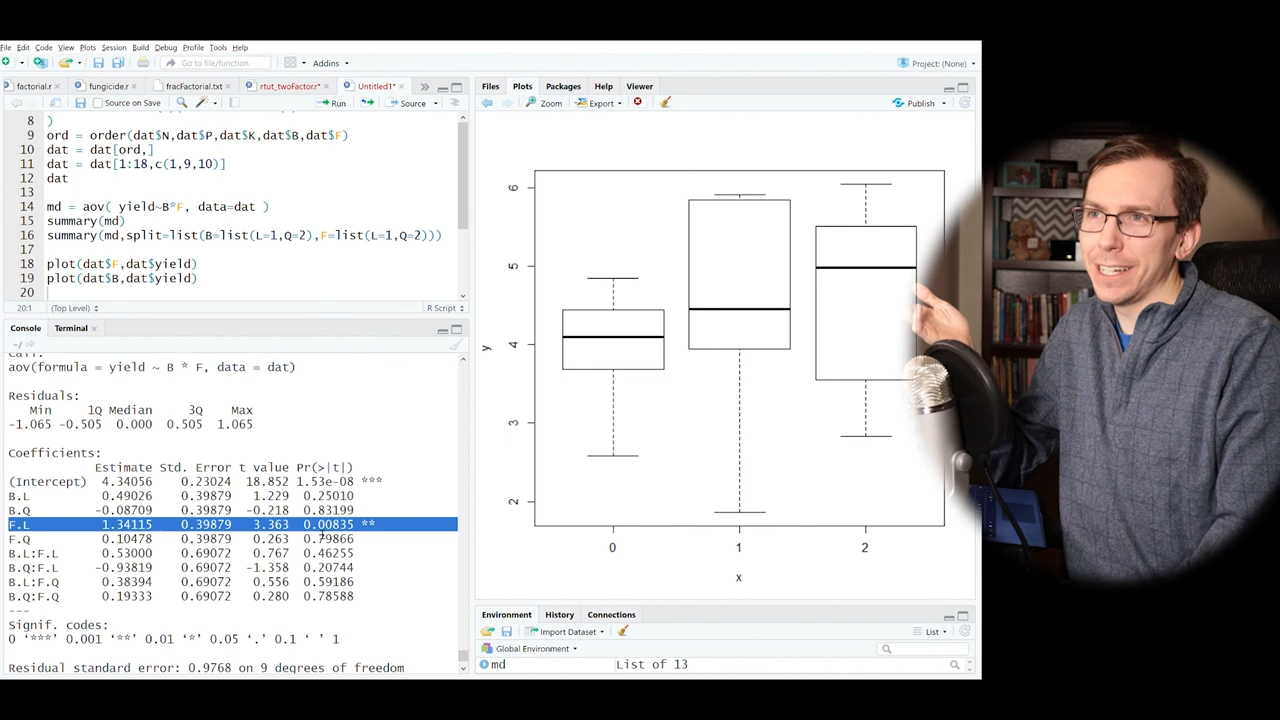 File Edit Code View Plots Session Build Debug Profile Tools Help
Go to file/function
Addins
Project: (None)
factorial.r
fungicide.r
fracFactorial.txt
rtut_twoFactor.r*
Untitled1*
Files Plots Packages Help Viewer
Source on Save
Run
Source
Zoom
Export
Publish
8 )
9 ord = order(dat$N,dat$P,dat$K,dat$B,dat$F)
10 dat = dat[ord,]
11 dat = dat[1:18,c(1,9,10)]
12 dat
13
14 md = aov( yield~B*F, data=dat )
15 summary(md)
16 summary(md,split=list(B=list(L=1,Q=2),F=list(L=1,Q=2)))
17
18 plot(dat$F,dat$yield)
19 plot(dat$B,dat$yield)
20
20:1 (Top Level) R Script
Console Terminal
~/
Call:
aov(formula = yield ~ B * F, data = dat)
Residuals:
Min 1Q Median 3Q Max
-1.065 -0.505 0.000 0.505 1.065
Coefficients:
Estimate Std. Error t value Pr(>|t|)
(Intercept) 4.34056 0.23024 18.852 1.53e-08 ***
B.L 0.49026 0.39879 1.229 0.25010
B.Q -0.08709 0.39879 -0.218 0.83199
F.L 1.34115 0.39879 3.363 0.00835 **
F.Q 0.10478 0.39879 0.263 0.79866
B.L:F.L 0.53000 0.69072 0.767 0.46255
B.Q:F.L -0.93819 0.69072 -1.358 0.20744
B.L:F.Q 0.38394 0.69072 0.556 0.59186
B.Q:F.Q 0.19333 0.69072 0.280 0.78588
---
Signif. codes:
0 ‘***’ 0.001 ‘**’ 0.01 ‘*’ 0.05 ‘.’ 0.1 ‘ ’ 1
Residual standard error: 0.9768 on 9 degrees of freedom
6
5
4
3
2
y
0 1 2
x
Environment History Connections
Import Dataset
List
Global Environment
md List of 13